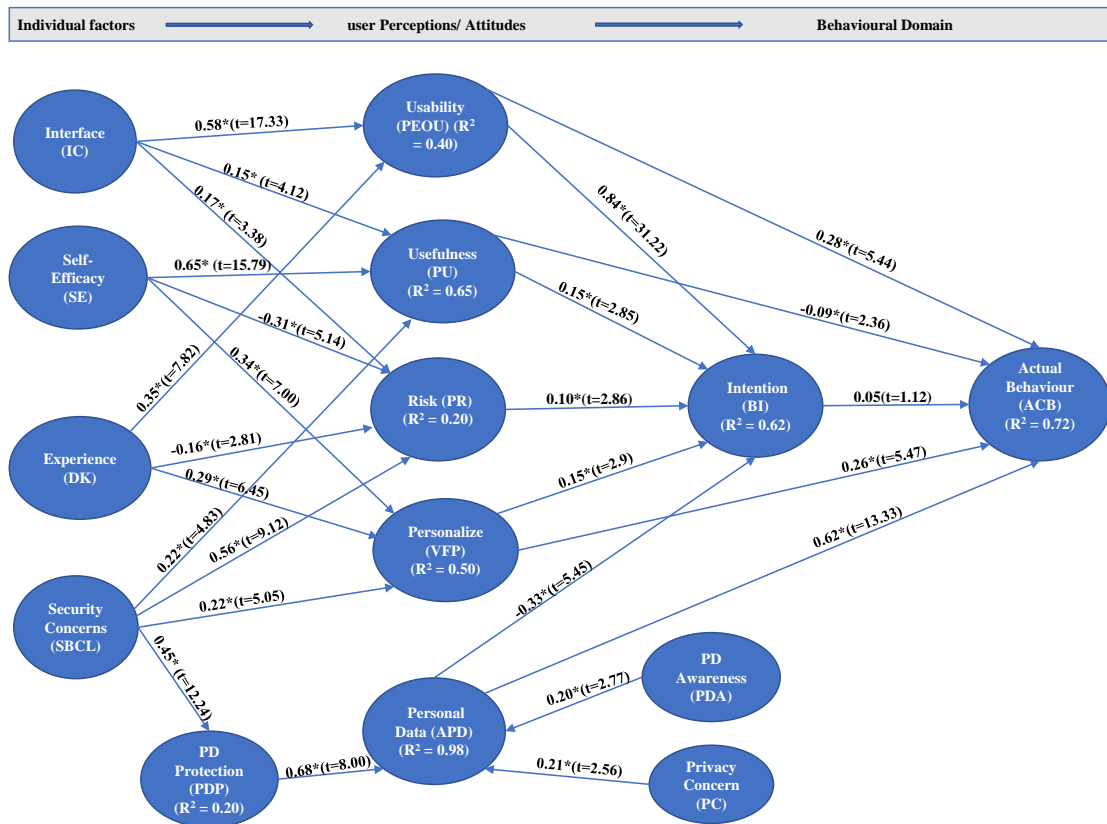 Individual factors
user Perceptions/ Attitudes
Behavioural Domain
Interface
(IC)
Self-
Efficacy
(SE)
Experience
(DK)
Security
Concerns
(SBCL)
PD
Protection
(PDP)
(R² = 0.20)
0.58*(t=17.33)
0.15* (t=4.12)
0.17* (t=3.38)
0.65* (t=15.79)
-0.31*(t=5.14)
0.34*(t=7.00)
0.35*(t=7.82)
-0.16*(t=2.81)
0.29*(t=6.45)
0.22*(t=4.83)
0.56*(t=9.12)
0.22*(t=5.05)
0.45* (t=12.24)
0.68*(t=8.00)
Usability
(PEOU) (R²
= 0.40)
Usefulness
(PU)
(R² = 0.65)
Risk (PR)
(R² = 0.20)
Personalize
(VFP)
(R² = 0.50)
Personal
Data (APD)
(R² = 0.98)
0.84*(t=31.22)
0.28*(t=5.44)
0.15*(t=2.85)
-0.09*(t=2.36)
0.10*(t=2.86)
0.15*(t=2.9)
0.26*(t=5.47)
-0.33*(t=5.45)
0.62*(t=13.33)
0.20*(t=2.77)
0.21*(t=2.56)
Intention
(BI)
(R² = 0.62)
0.05(t=1.12)
Actual
Behaviour
(ACB)
(R² = 0.72)
PD
Awareness
(PDA)
Privacy
Concern
(PC)